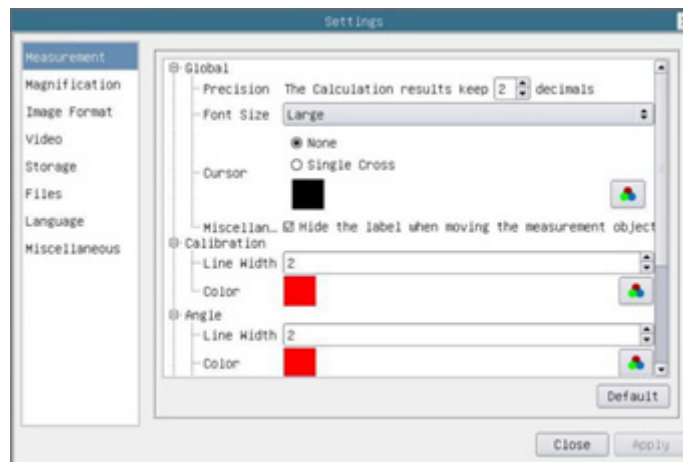 Settings
Measurement
Magnification
Image Format
Video
Storage
Files
Language
Miscellaneous
Global
Precision The Calculation results keep 2 decimals
Font Size Large
None
Cursor
Single Cross
Miscellan… Hide the label when moving the measurement object
Calibration
Line Width 2
Color
Angle
Line Width 2
Color
Default
Close Apply